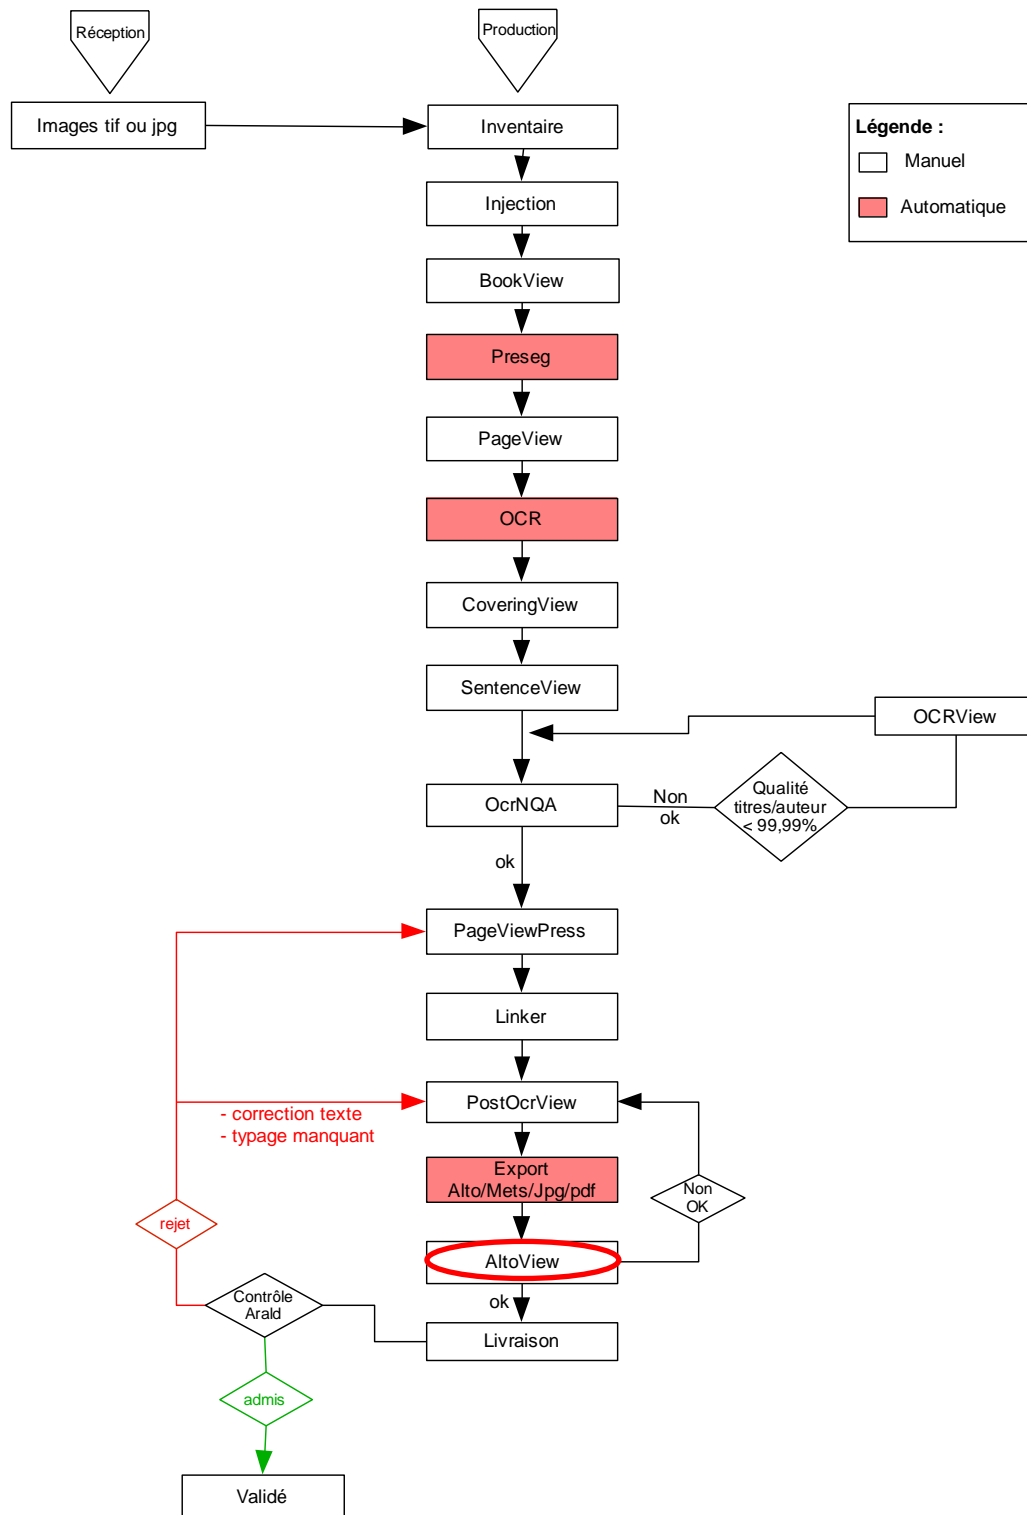 Réception
Production
Images tif ou jpg
Inventaire
Légende :
Manuel
Automatique
Injection
BookView
Preseg
PageView
OCR
CoveringView
SentenceView
OCRView
OcrNQA
Non
ok
Qualité
titres/auteur
< 99,99%
ok
PageViewPress
Linker
PostOcrView
- correction texte
- typage manquant
Export
Alto/Mets/Jpg/pdf
Non
OK
rejet
AltoView
ok
Contrôle
Arald
Livraison
admis
Validé